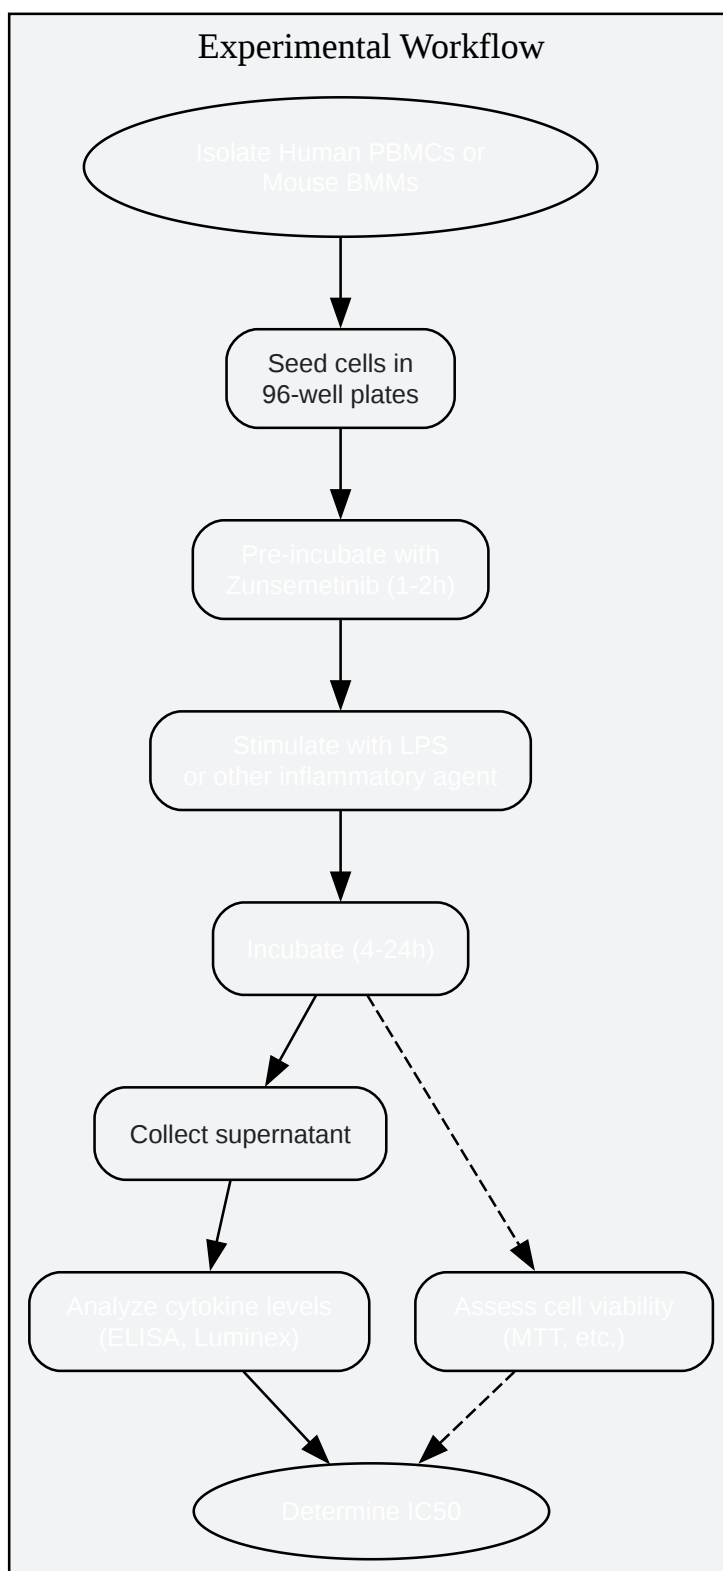 Experimental Workflow
Isolate Human PBMCs or
Mouse BMMs
Seed cells in
96-well plates
Pre-incubate with
Zunsemetinib (1-2h)
Stimulate with LPS
or other inflammatory agent
Incubate (4-24h)
Collect supernatant
Analyze cytokine levels
(ELISA, Luminex)
Assess cell viability
(MTT, etc.)
Determine IC50